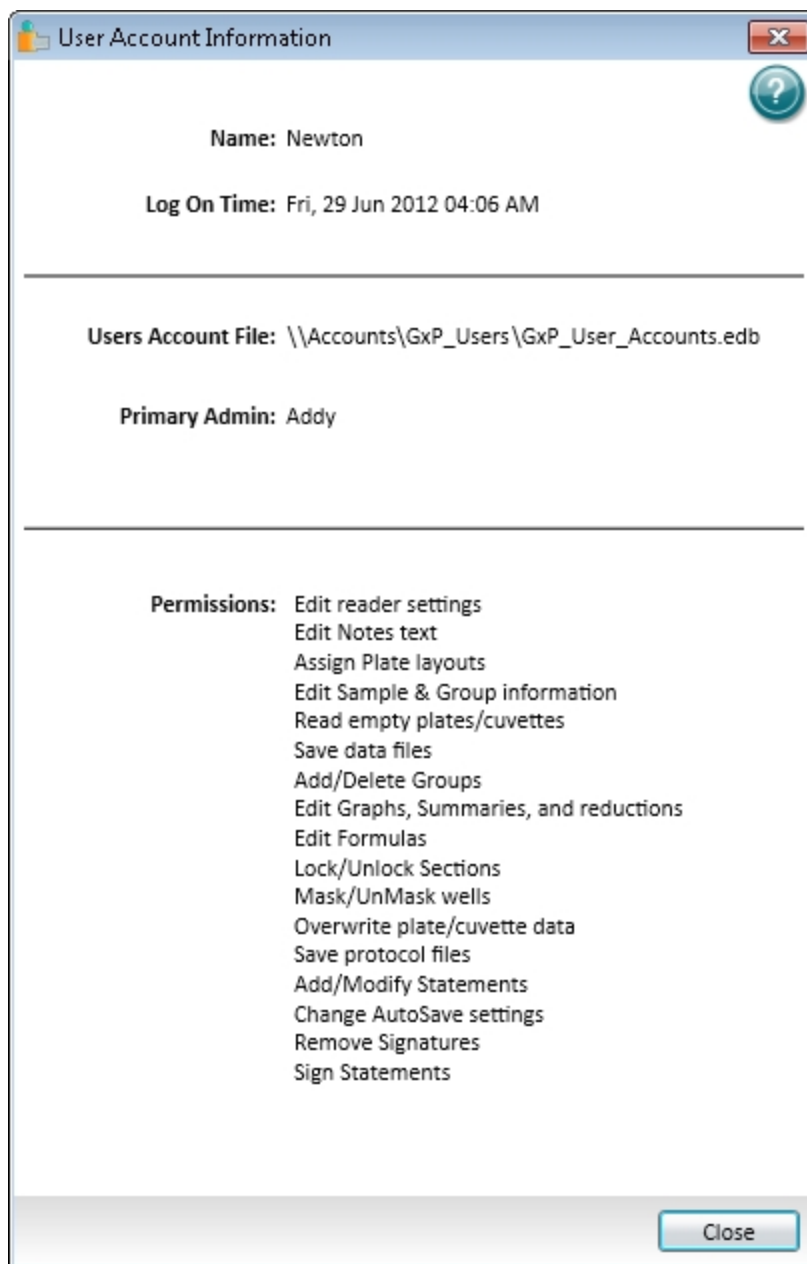 User Account Information
?
Name: Newton
Log On Time: Fri, 29 Jun 2012 04:06 AM
Users Account File: \\Accounts\GxP_Users\GxP_User_Accounts.edb
Primary Admin: Addy
Permissions: Edit reader settings
Edit Notes text
Assign Plate layouts
Edit Sample & Group information
Read empty plates/cuvettes
Save data files
Add/Delete Groups
Edit Graphs, Summaries, and reductions
Edit Formulas
Lock/Unlock Sections
Mask/UnMask wells
Overwrite plate/cuvette data
Save protocol files
Add/Modify Statements
Change AutoSave settings
Remove Signatures
Sign Statements
Close